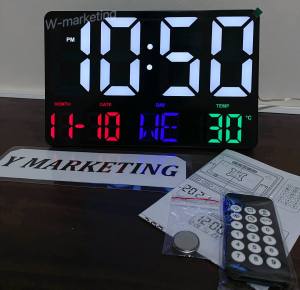 W-marketing
PM
10:50
MONTH DATE DAY TEMP
11-10 WE 30°C
Y MARKETING